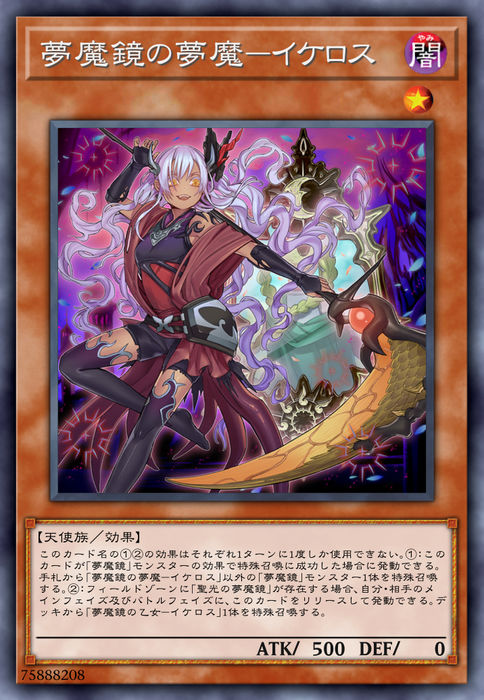 夢魔鏡の夢魔－イケロス
やみ
闇
【天使族／効果】
このカード名の①②の効果はそれぞれ1ターンに1度しか使用できない。①：この
カードが「夢魔鏡」モンスターの効果で特殊召喚に成功した場合に発動できる。
手札から「夢魔鏡の夢魔－イケロス」以外の「夢魔鏡」モンスター1体を特殊召喚
する。②：フィールドゾーンに「聖光の夢魔鏡」が存在する場合、自分・相手のメ
インフェイズ及びバトルフェイズに、このカードをリリースして発動できる。デ
ッキから「夢魔鏡の乙女－イケロス」1体を特殊召喚する。
ATK/ 500 DEF/ 0
75888208